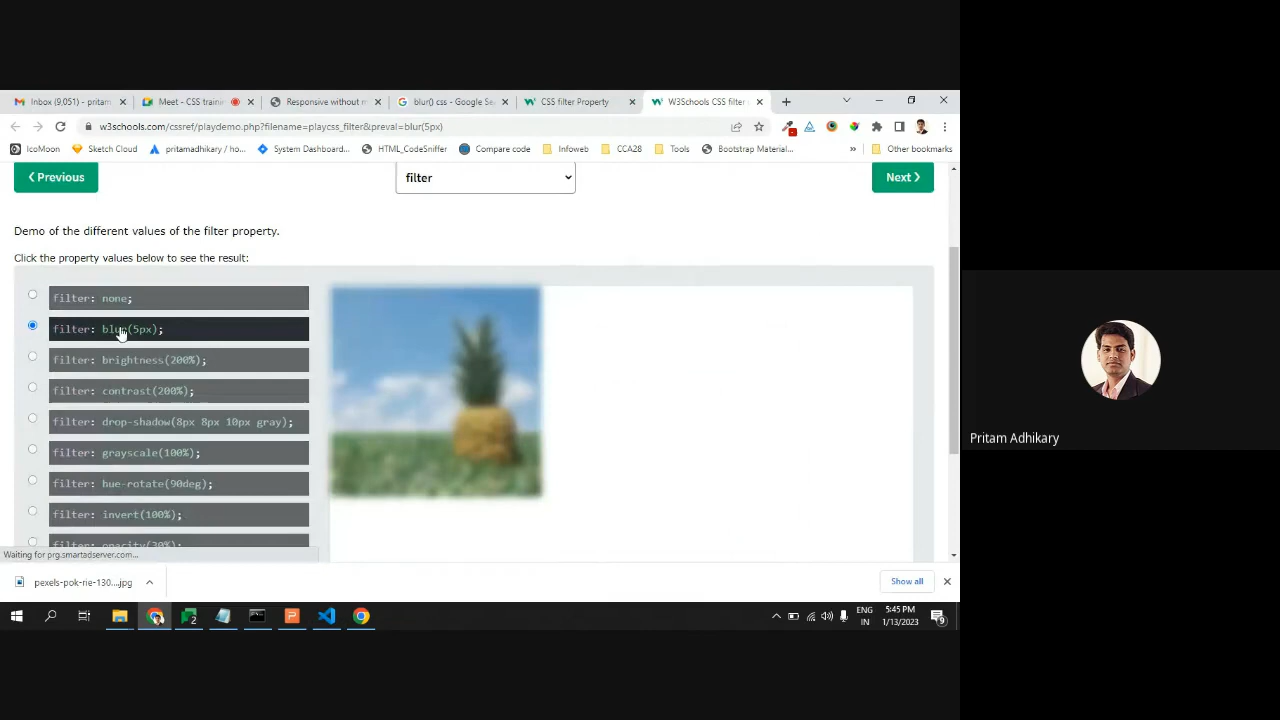 Inbox (9,051) - pritam
Meet - CSS trainin
Responsive without m
blur() css - Google Se
CSS filter Property
W3Schools CSS filter
w3schools.com/cssref/playdemo.php?filename=playcss_filter&preval=blur(5px)
IcoMoon
Sketch Cloud
pritamadhikary / ho...
System Dashboard...
HTML_CodeSniffer
Compare code
Infoweb
CCA28
Tools
Bootstrap Material...
»
Other bookmarks
❮ Previous
filter
Next ❯
Demo of the different values of the filter property.
Click the property values below to see the result:
filter: none;
filter: blur(5px);
filter: brightness(200%);
filter: contrast(200%);
filter: drop-shadow(8px 8px 10px gray);
filter: grayscale(100%);
filter: hue-rotate(90deg);
filter: invert(100%);
filter: opacity(30%);
Waiting for prg.smartadserver.com...
pexels-pok-rie-130....jpg
Show all
ENG
IN
5:45 PM
1/13/2023
9
2
Pritam Adhikary